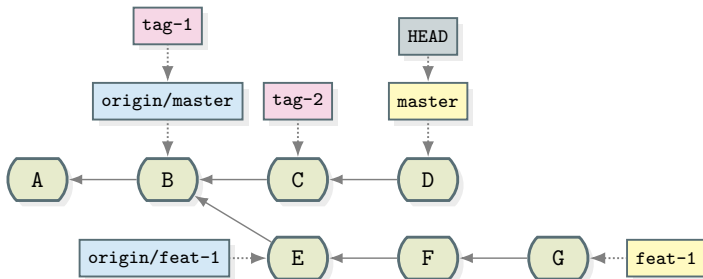 tag-1
HEAD
origin/master
tag-2
master
A
B
C
D
origin/feat-1
E
F
G
feat-1